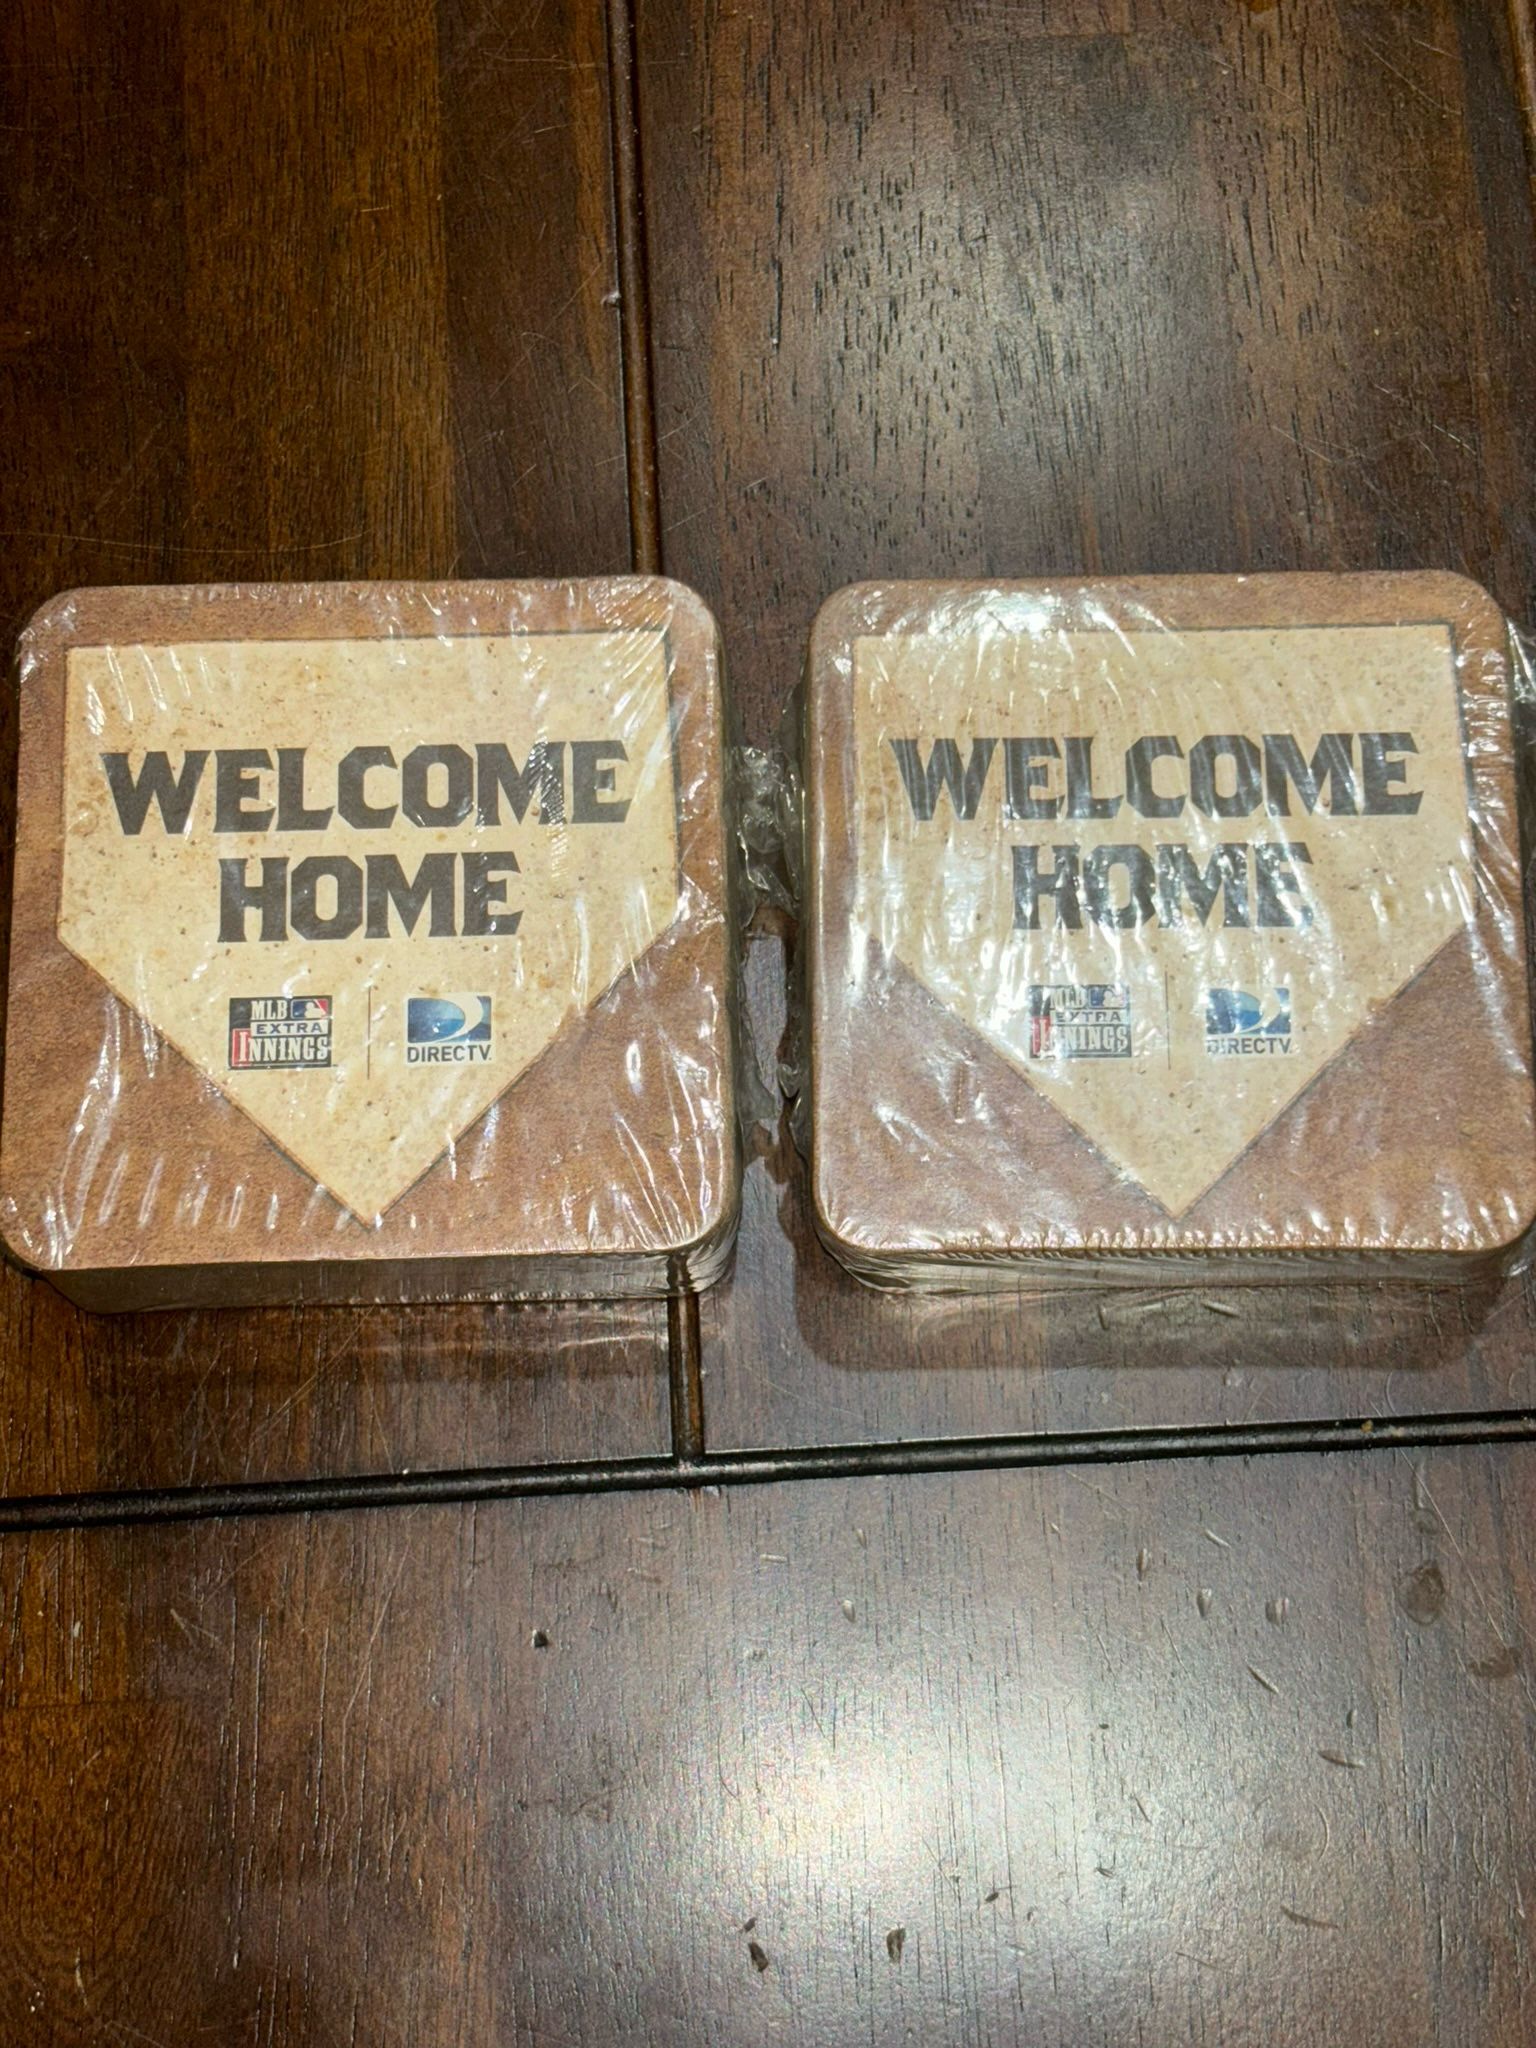 WELCOME
HOME
MLB
EXTRA
INNINGS
DIRECTV
WELCOME
HOME
MLB
EXTRA
INNINGS
DIRECTV